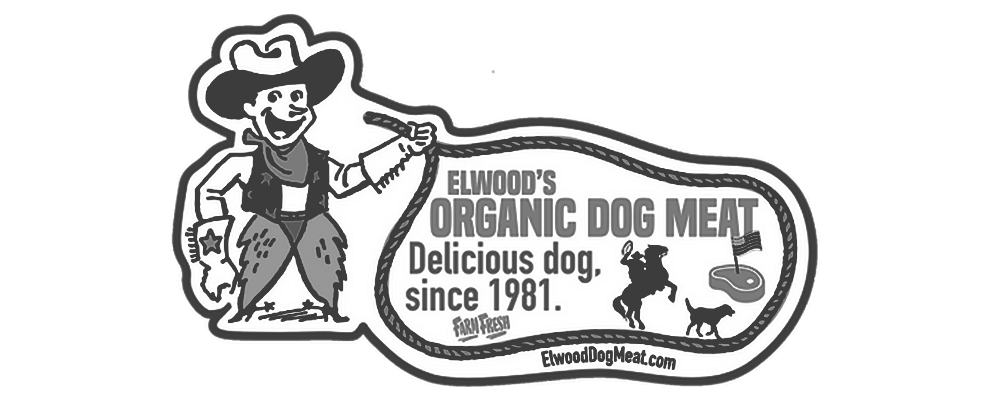 ELWOOD'S
ORGANIC DOG MEAT
Delicious dog,
since 1981.
FARM FRESH
ElwoodDogMeat.com